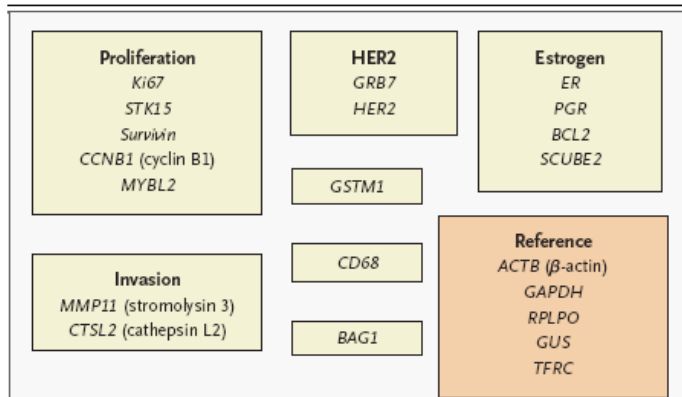 Proliferation
Ki67
STK15
Survivin
CCNB1 (cyclin B1)
MYBL2
HER2
GRB7
HER2
Estrogen
ER
PGR
BCL2
SCUBE2
GSTM1
CD68
BAG1
Invasion
MMP11 (stromolysin 3)
CTSL2 (cathepsin L2)
Reference
ACTB (β-actin)
GAPDH
RPLPO
GUS
TFRC